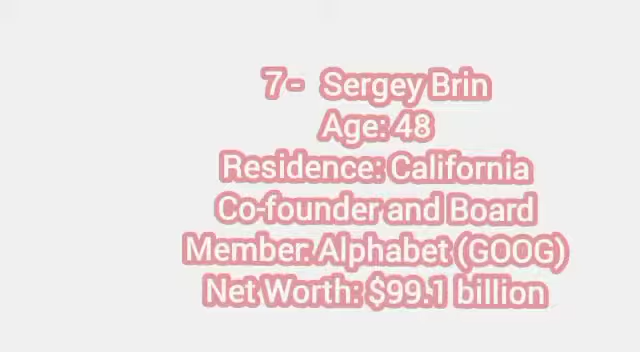 7- Sergey Brin
Age: 48
Residence: California
Co-founder and Board
Member: Alphabet (GOOG)
Net Worth: $99.1 billion